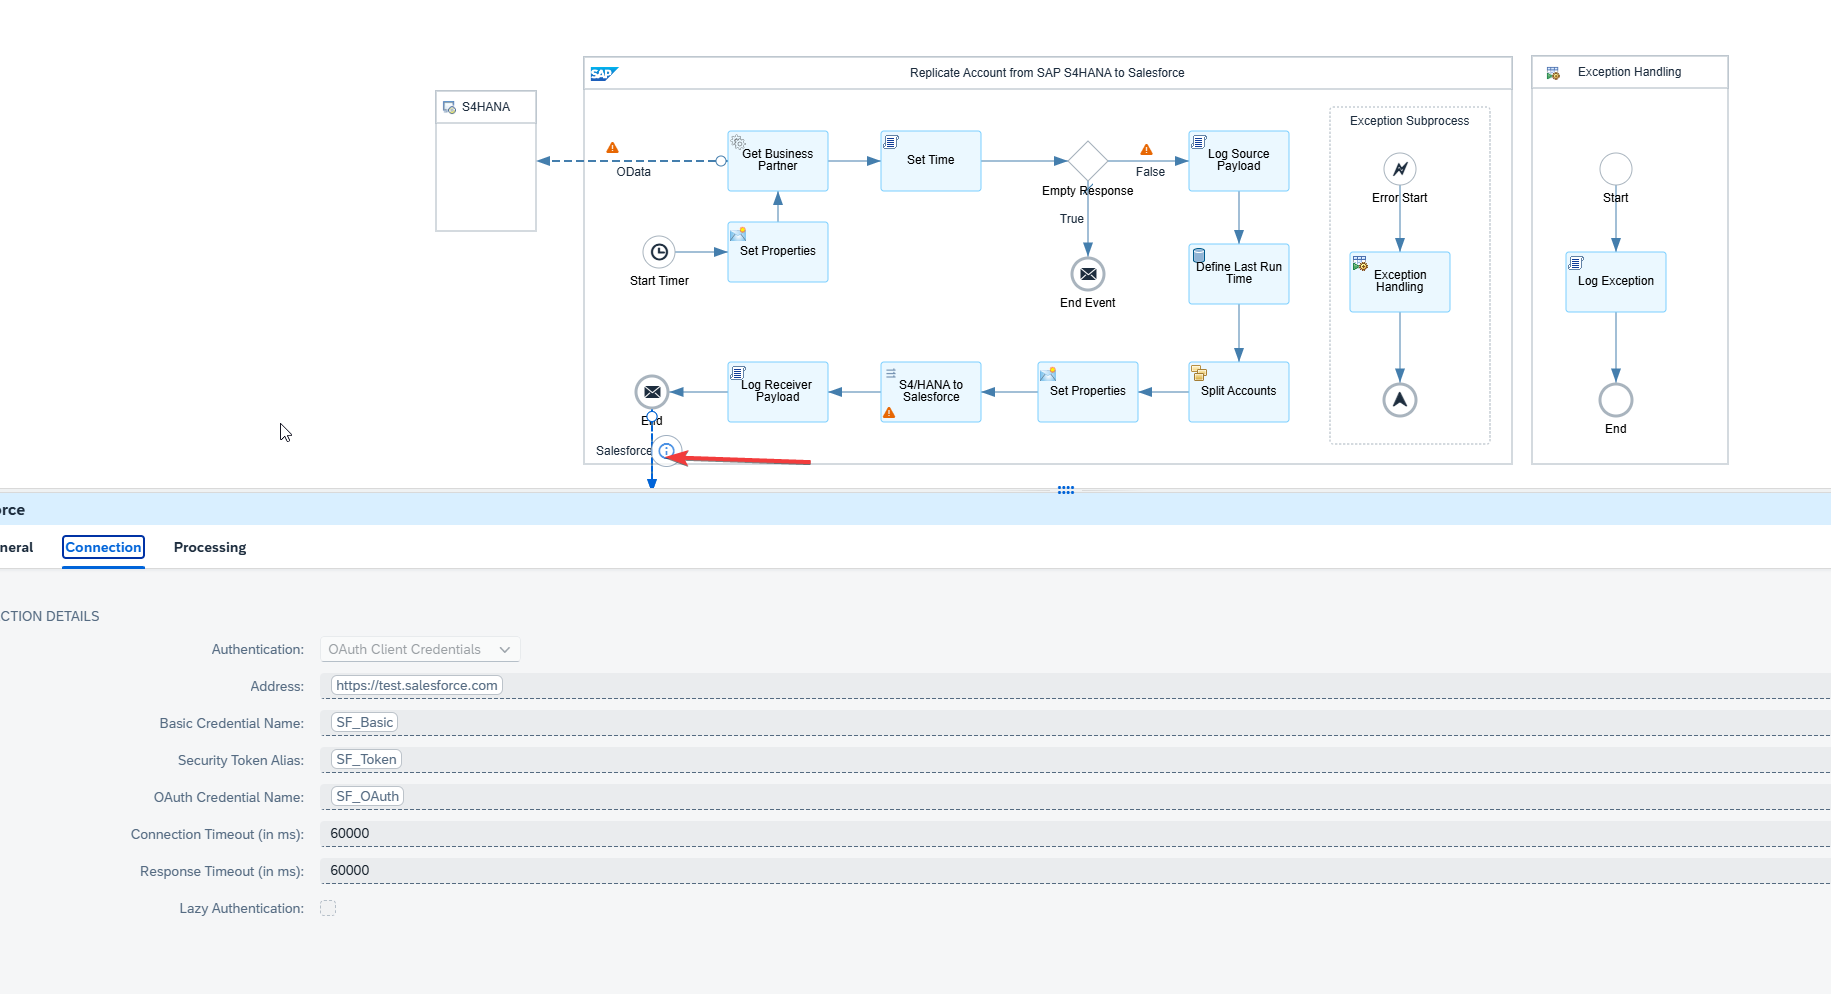 SAP
Replicate Account from SAP S4HANA to Salesforce
Exception Handling
S4HANA
Exception Subprocess
OData
Get Business
Partner
Set Time
Empty Response
False
Log Source
Payload
Error Start
Start
True
Start Timer
Set Properties
End Event
Define Last Run
Time
Exception
Handling
Log Exception
End
Log Receiver
Payload
S4/HANA to
Salesforce
Set Properties
Split Accounts
End
Salesforce
orce
neral
Connection
Processing
CTION DETAILS
Authentication: OAuth Client Credentials
Address: https://test.salesforce.com
Basic Credential Name: SF_Basic
Security Token Alias: SF_Token
OAuth Credential Name: SF_OAuth
Connection Timeout (in ms): 60000
Response Timeout (in ms): 60000
Lazy Authentication: